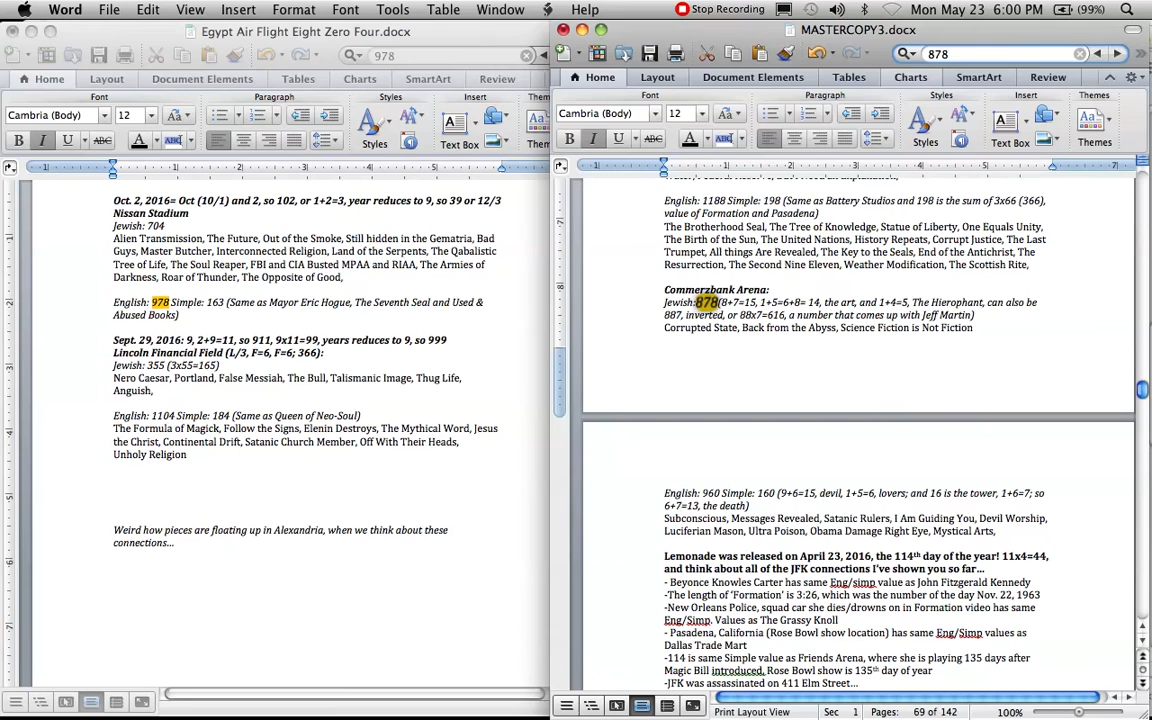 Word File Edit View Insert Format Font Tools Table Window Help Stop Recording Mon May 23 6:00 PM (99%)
Egypt Air Flight Eight Zero Four.docx
978
Home Layout Document Elements Tables Charts SmartArt Review
Font Paragraph Styles Insert Themes
Cambria (Body) 12
Styles Text Box Themes
Oct. 2, 2016= Oct (10/1) and 2, so 102, or 1+2=3, year reduces to 9, so 39 or 12/3
Nissan Stadium
Jewish: 704
Alien Transmission, The Future, Out of the Smoke, Still hidden in the Gematria, Bad
Guys, Master Butcher, Interconnected Religion, Land of the Serpents, The Qabalistic
Tree of Life, The Soul Reaper, FBI and CIA Busted MPAA and RIAA, The Armies of
Darkness, Roar of Thunder, The Opposite of Good,
English: 978 Simple: 163 (Same as Mayor Eric Hogue, The Seventh Seal and Used &
Abused Books)
Sept. 29, 2016: 9, 2+9=11, so 911, 9x11=99, years reduces to 9, so 999
Lincoln Financial Field (L/3, F=6, F=6; 366):
Jewish: 355 (3x55=165)
Nero Caesar, Portland, False Messiah, The Bull, Talismanic Image, Thug Life,
Anguish,
English: 1104 Simple: 184 (Same as Queen of Neo-Soul)
The Formula of Magick, Follow the Signs, Elenin Destroys, The Mythical Word, Jesus
the Christ, Continental Drift, Satanic Church Member, Off With Their Heads,
Unholy Religion
Weird how pieces are floating up in Alexandria, when we think about these
connections…
MASTERCOPY3.docx
878
Home Layout Document Elements Tables Charts SmartArt Review
Font Paragraph Styles Insert Themes
Cambria (Body) 12
Styles Text Box Themes
English: 1188 Simple: 198 (Same as Battery Studios and 198 is the sum of 3x66 (366),
value of Formation and Pasadena)
The Brotherhood Seal, The Tree of Knowledge, Statue of Liberty, One Equals Unity,
The Birth of the Sun, The United Nations, History Repeats, Corrupt Justice, The Last
Trumpet, All things Are Revealed, The Key to the Seals, End of the Antichrist, The
Resurrection, The Second Nine Eleven, Weather Modification, The Scottish Rite,
Commerzbank Arena:
Jewish: 878 (8+7=15, 1+5=6+8= 14, the art, and 1+4=5, The Hierophant, can also be
887, inverted, or 88x7=616, a number that comes up with Jeff Martin)
Corrupted State, Back from the Abyss, Science Fiction is Not Fiction
English: 960 Simple: 160 (9+6=15, devil, 1+5=6, lovers; and 16 is the tower, 1+6=7; so
6+7=13, the death)
Subconscious, Messages Revealed, Satanic Rulers, I Am Guiding You, Devil Worship,
Luciferian Mason, Ultra Poison, Obama Damage Right Eye, Mystical Arts,
Lemonade was released on April 23, 2016, the 114th day of the year! 11x4=44,
and think about all of the JFK connections I've shown you so far…
- Beyonce Knowles Carter has same Eng/simp value as John Fitzgerald Kennedy
-The length of 'Formation' is 3:26, which was the number of the day Nov. 22, 1963
-New Orleans Police, squad car she dies/drowns on in Formation video has same
Eng/Simp. Values as The Grassy Knoll
- Pasadena, California (Rose Bowl show location) has same Eng/Simp values as
Dallas Trade Mart
-114 is same Simple value as Friends Arena, where she is playing 135 days after
Magic Bill introduced, Rose Bowl show is 135th day of year
-JFK was assassinated on 411 Elm Street…
Print Layout View Sec 1 Pages: 69 of 142 100%